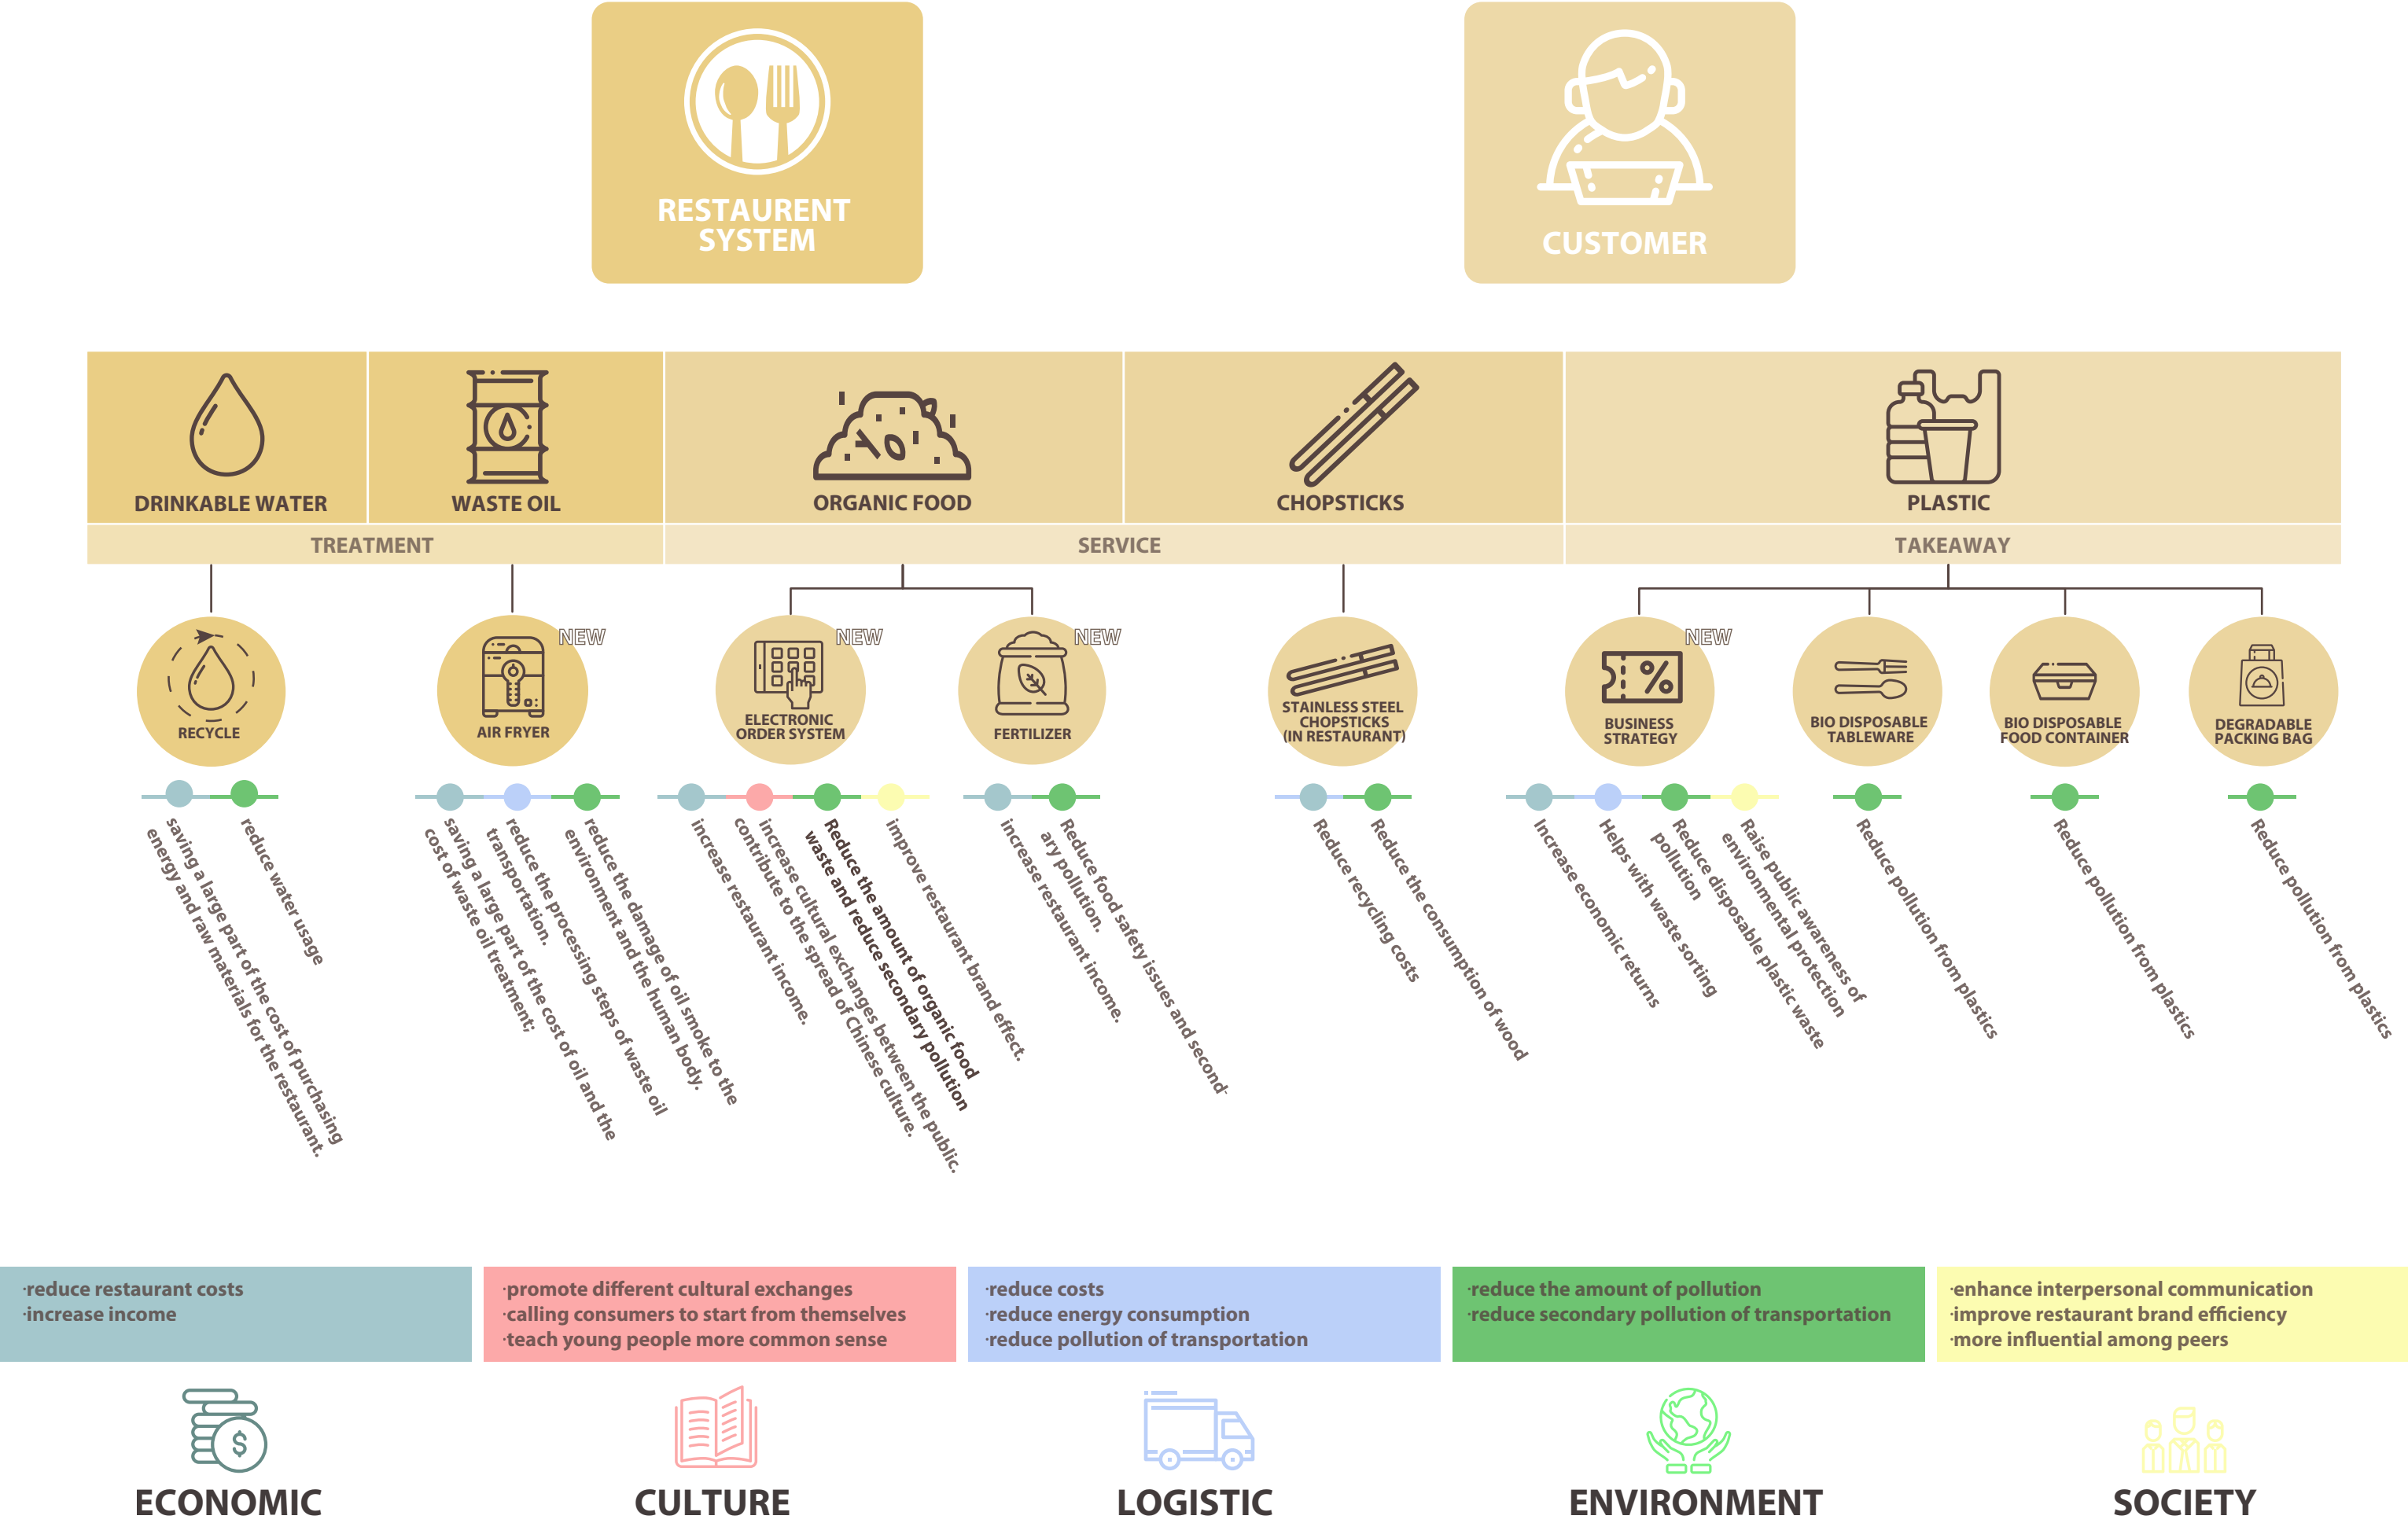 RESTAURENT
SYSTEM
CUSTOMER
DRINKABLE WATER
WASTE OIL
ORGANIC FOOD
CHOPSTICKS
PLASTIC
TREATMENT
SERVICE
TAKEAWAY
RECYCLE
NEW
AIR FRYER
NEW
ELECTRONIC
ORDER SYSTEM
NEW
FERTILIZER
STAINLESS STEEL
CHOPSTICKS
(IN RESTAURANT)
NEW
BUSINESS
STRATEGY
BIO DISPOSABLE
TABLEWARE
BIO DISPOSABLE
FOOD CONTAINER
DEGRADABLE
PACKING BAG
saving a large part of the cost of purchasing
energy and raw materials for the restaurant.
reduce water usage
saving a large part of the cost of oil and the
cost of waste oil treatment;
reduce the processing steps of waste oil
transportation.
reduce the damage of oil smoke to the
environment and the human body.
increase restaurant income.
increase cultural exchanges between the public.
contribute to the spread of Chinese culture.
Reduce the amount of organic food
waste and reduce secondary pollution
improve restaurant brand effect.
increase restaurant income.
Reduce food safety issues and second-
ary pollution.
Reduce recycling costs
Reduce the consumption of wood
Increase economic returns
Helps with waste sorting
Reduce disposable plastic waste
pollution
Raise public awareness of
environmental protection
Reduce pollution from plastics
Reduce pollution from plastics
Reduce pollution from plastics
·reduce restaurant costs
·increase income
·promote different cultural exchanges
·calling consumers to start from themselves
·teach young people more common sense
·reduce costs
·reduce energy consumption
·reduce pollution of transportation
·reduce the amount of pollution
·reduce secondary pollution of transportation
·enhance interpersonal communication
·improve restaurant brand efficiency
·more influential among peers
ECONOMIC
CULTURE
LOGISTIC
ENVIRONMENT
SOCIETY